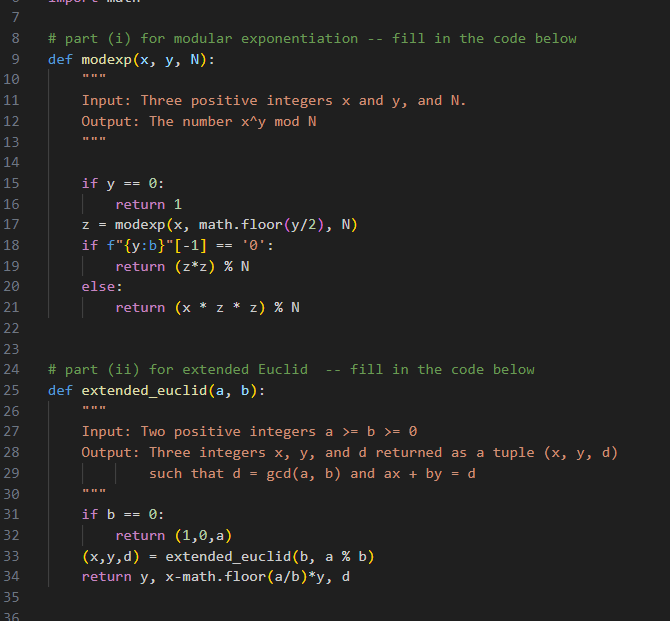 6 import math
7
8 # part (i) for modular exponentiation -- fill in the code below
9 def modexp(x, y, N):
10 """
11 Input: Three positive integers x and y, and N.
12 Output: The number x^y mod N
13 """
14
15 if y == 0:
16 return 1
17 z = modexp(x, math.floor(y/2), N)
18 if f"{y:b}"[-1] == '0':
19 return (z*z) % N
20 else:
21 return (x * z * z) % N
22
23
24 # part (ii) for extended Euclid  -- fill in the code below
25 def extended_euclid(a, b):
26 """
27 Input: Two positive integers a >= b >= 0
28 Output: Three integers x, y, and d returned as a tuple (x, y, d)
29 such that d = gcd(a, b) and ax + by = d
30 """
31 if b == 0:
32 return (1,0,a)
33 (x,y,d) = extended_euclid(b, a % b)
34 return y, x-math.floor(a/b)*y, d
35
36